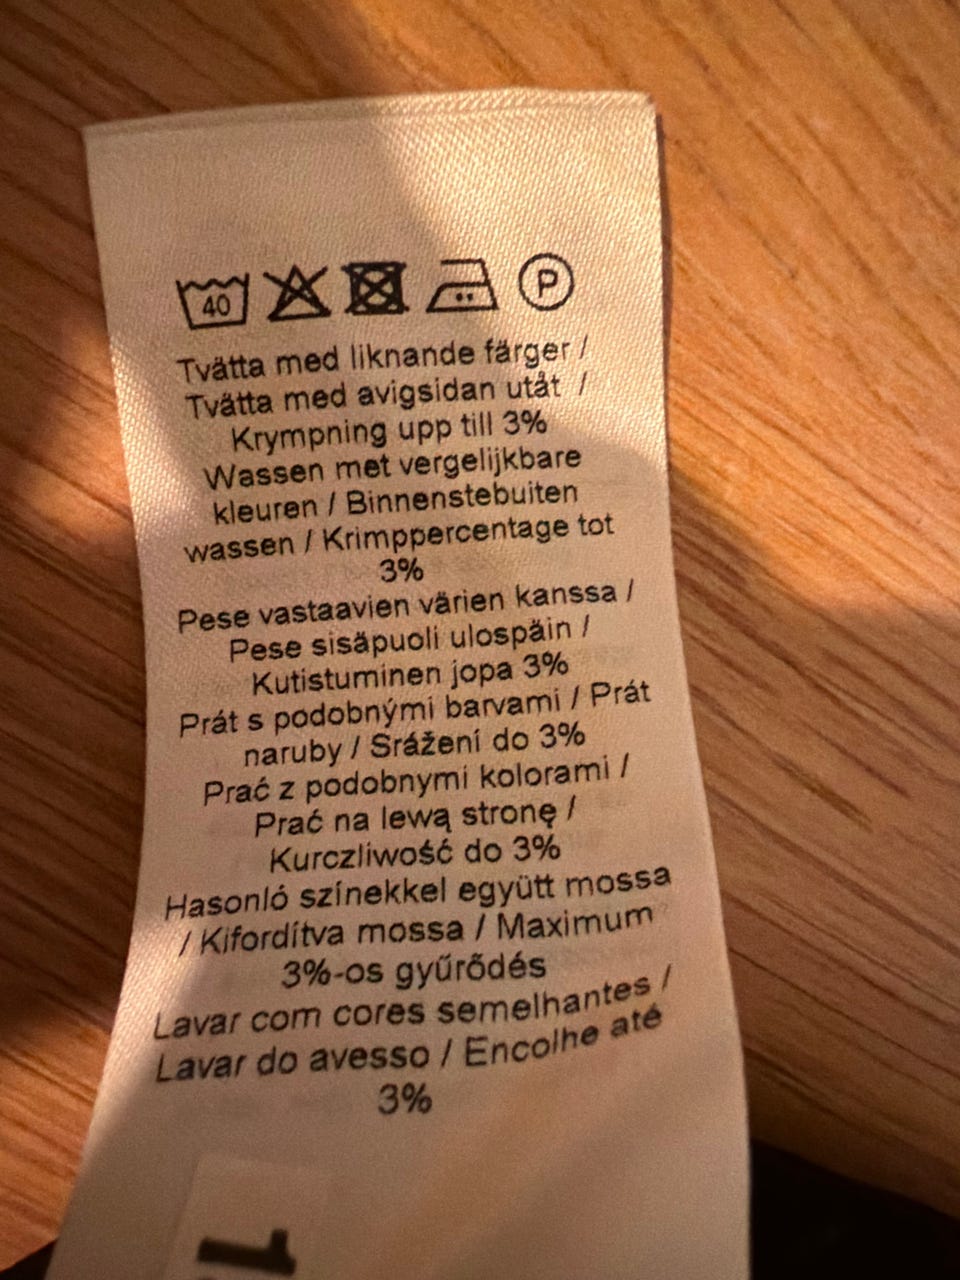 40 P
Tvätta med liknande färger /
Tvätta med avigsidan utåt /
Krympning upp till 3%
Wassen met vergelijkbare
kleuren / Binnenstebuiten
wassen / Krimppercentage tot
3%
Pese vastaavien värien kanssa /
Pese sisäpuoli ulospäin /
Kutistuminen jopa 3%
Prát s podobnými barvami / Prát
naruby / Srážení do 3%
Prać z podobnymi kolorami /
Prać na lewą stronę /
Kurczliwość do 3%
Hasonló színekkel együtt mossa
/ Kifordítva mossa / Maximum
3%-os gyűrődés
Lavar com cores semelhantes /
Lavar do avesso / Encolhe até
3%